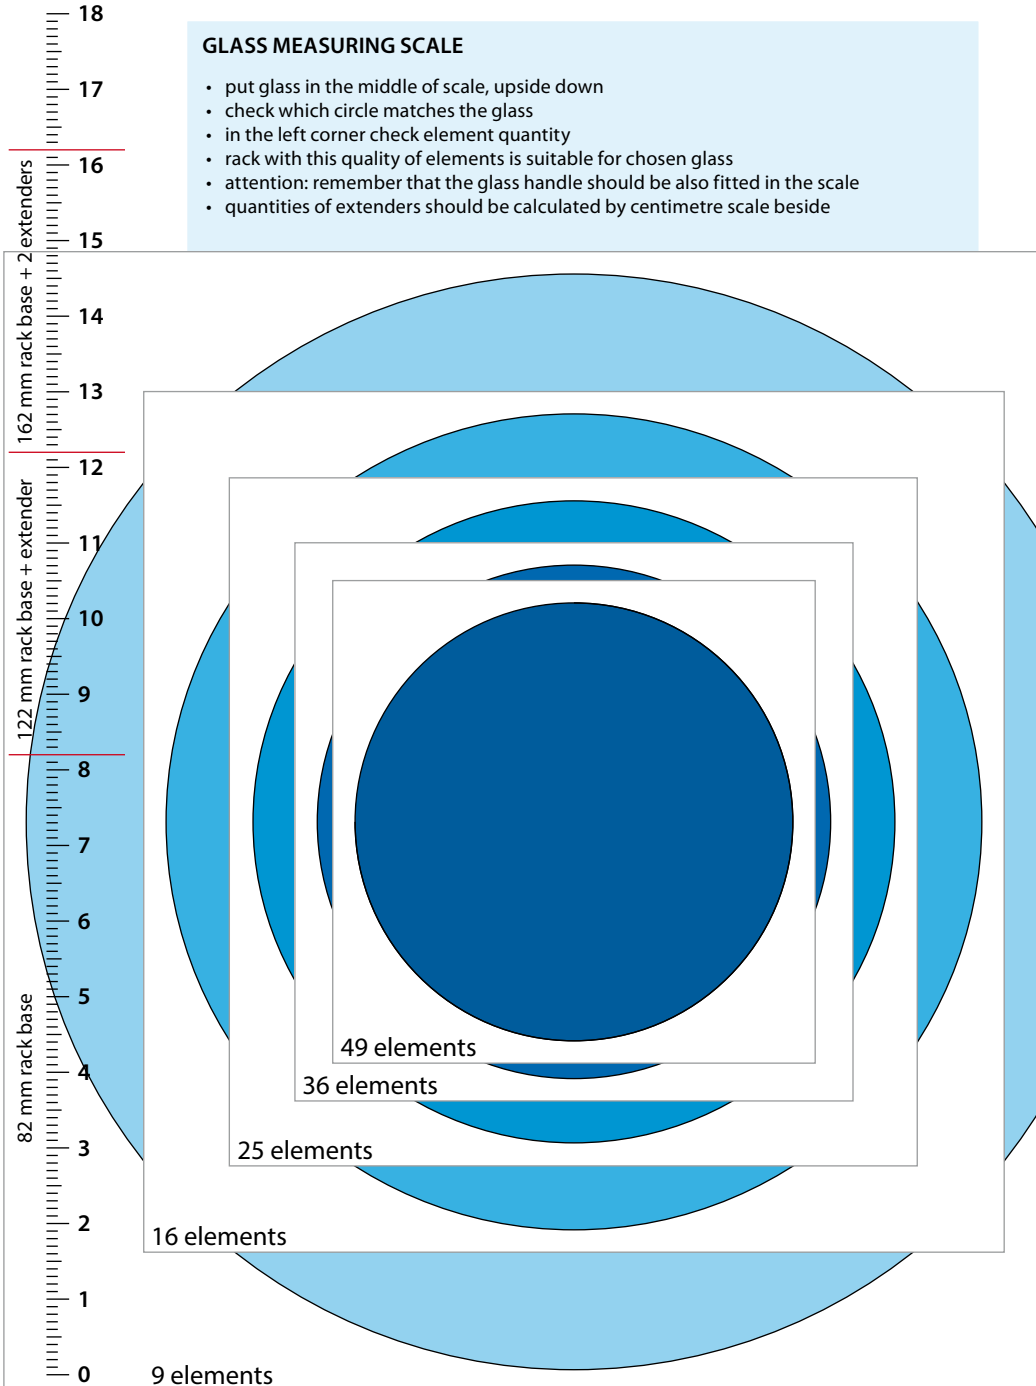 18
GLASS MEASURING SCALE
• put glass in the middle of scale, upside down
• check which circle matches the glass
• in the left corner check element quantity
• rack with this quality of elements is suitable for chosen glass
• attention: remember that the glass handle should be also fitted in the scale
• quantities of extenders should be calculated by centimetre scale beside
17
16
15
14
13
162 mm rack base + 2 extenders
12
11
10
9
122 mm rack base + extender
8
7
6
5
4
3
2
1
0
82 mm rack base
49 elements
36 elements
25 elements
16 elements
9 elements